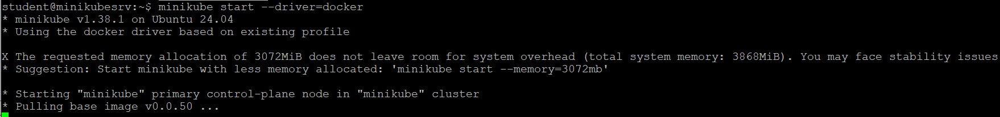 student@minikubesrv:~$ minikube start --driver=docker
* minikube v1.38.1 on Ubuntu 24.04
* Using the docker driver based on existing profile
X The requested memory allocation of 3072MiB does not leave room for system overhead (total system memory: 3868MiB). You may face stability issues
* Suggestion: Start minikube with less memory allocated: 'minikube start --memory=3072mb'
* Starting "minikube" primary control-plane node in "minikube" cluster
* Pulling base image v0.0.50 ...